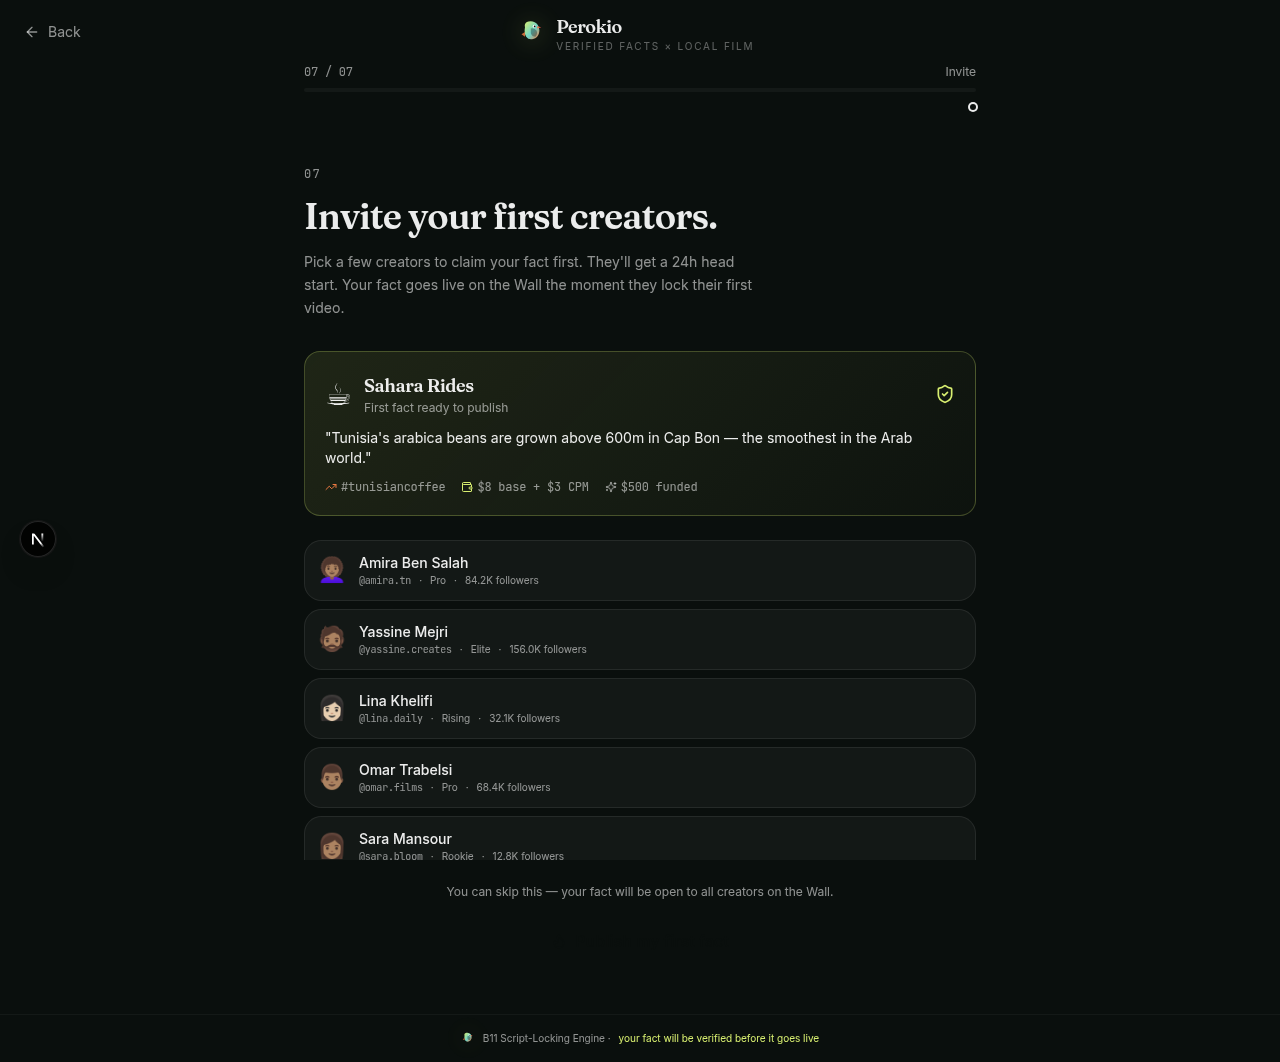 Back
Perokio
VERIFIED FACTS × LOCAL FILM
07 / 07
Invite
07
Invite your first creators.
Pick a few creators to claim your fact first. They'll get a 24h head
start. Your fact goes live on the Wall the moment they lock their first
video.
Sahara Rides
First fact ready to publish
"Tunisia's arabica beans are grown above 600m in Cap Bon — the smoothest in the Arab
world."
#tunisiancoffee $8 base + $3 CPM $500 funded
N
Amira Ben Salah
@amira.tn · Pro · 84.2K followers
Yassine Mejri
@yassine.creates · Elite · 156.0K followers
Lina Khelifi
@lina.daily · Rising · 32.1K followers
Omar Trabelsi
@omar.films · Pro · 68.4K followers
Sara Mansour
@sara.bloom · Rookie · 12.8K followers
You can skip this — your fact will be open to all creators on the Wall.
B11 Script-Locking Engine · your fact will be verified before it goes live